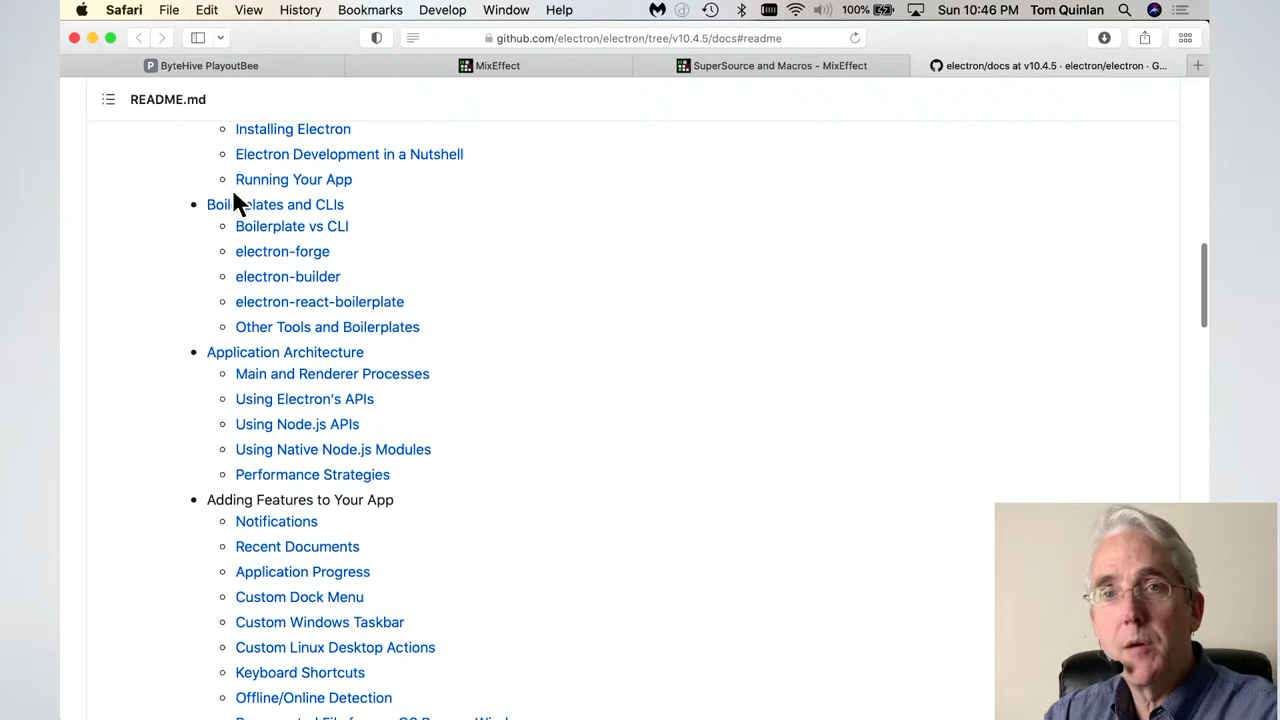 Safari File Edit View History Bookmarks Develop Window Help 100% Sun 10:46 PM Tom Quinlan
github.com/electron/electron/tree/v10.4.5/docs#readme
P ByteHive PlayoutBee MixEffect SuperSource and Macros - MixEffect electron/docs at v10.4.5 · electron/electron · G...
README.md
Installing Electron
Electron Development in a Nutshell
Running Your App
Boilerplates and CLIs
Boilerplate vs CLI
electron-forge
electron-builder
electron-react-boilerplate
Other Tools and Boilerplates
Application Architecture
Main and Renderer Processes
Using Electron's APIs
Using Node.js APIs
Using Native Node.js Modules
Performance Strategies
Adding Features to Your App
Notifications
Recent Documents
Application Progress
Custom Dock Menu
Custom Windows Taskbar
Custom Linux Desktop Actions
Keyboard Shortcuts
Offline/Online Detection